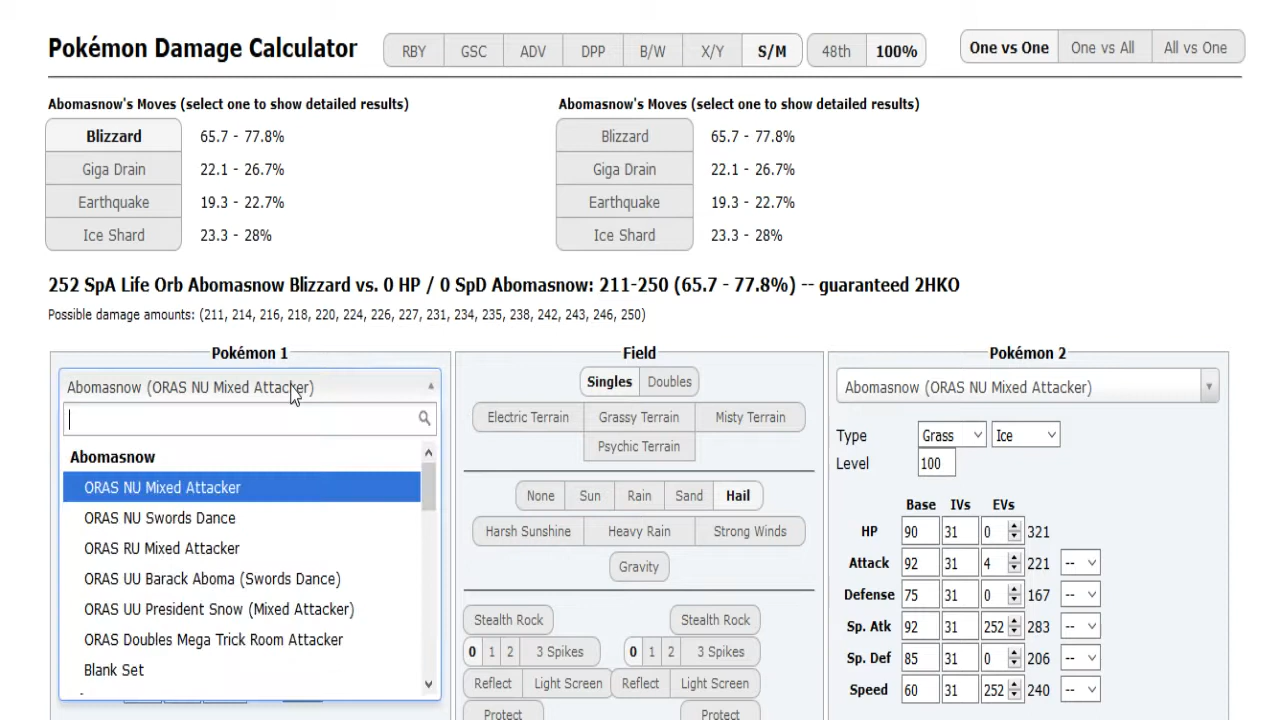 Pokémon Damage Calculator
RBY GSC ADV DPP B/W X/Y S/M 48th 100% One vs One One vs All All vs One
Abomasnow's Moves (select one to show detailed results)
Blizzard 65.7 - 77.8%
Giga Drain 22.1 - 26.7%
Earthquake 19.3 - 22.7%
Ice Shard 23.3 - 28%
Abomasnow's Moves (select one to show detailed results)
Blizzard 65.7 - 77.8%
Giga Drain 22.1 - 26.7%
Earthquake 19.3 - 22.7%
Ice Shard 23.3 - 28%
252 SpA Life Orb Abomasnow Blizzard vs. 0 HP / 0 SpD Abomasnow: 211-250 (65.7 - 77.8%) -- guaranteed 2HKO
Possible damage amounts: (211, 214, 216, 218, 220, 224, 226, 227, 231, 234, 235, 238, 242, 243, 246, 250)
Pokémon 1
Abomasnow (ORAS NU Mixed Attacker)
Abomasnow
ORAS NU Mixed Attacker
ORAS NU Swords Dance
ORAS RU Mixed Attacker
ORAS UU Barack Aboma (Swords Dance)
ORAS UU President Snow (Mixed Attacker)
ORAS Doubles Mega Trick Room Attacker
Blank Set
Field
Singles Doubles
Electric Terrain Grassy Terrain Misty Terrain
Psychic Terrain
None Sun Rain Sand Hail
Harsh Sunshine Heavy Rain Strong Winds
Gravity
Stealth Rock Stealth Rock
0 1 2 3 Spikes 0 1 2 3 Spikes
Reflect Light Screen Reflect Light Screen
Protect Protect
Pokémon 2
Abomasnow (ORAS NU Mixed Attacker)
Type Grass Ice
Level 100
Base IVs EVs
HP 90 31 0 321
Attack 92 31 4 221 --
Defense 75 31 0 167 --
Sp. Atk 92 31 252 283 --
Sp. Def 85 31 0 206 --
Speed 60 31 252 240 --